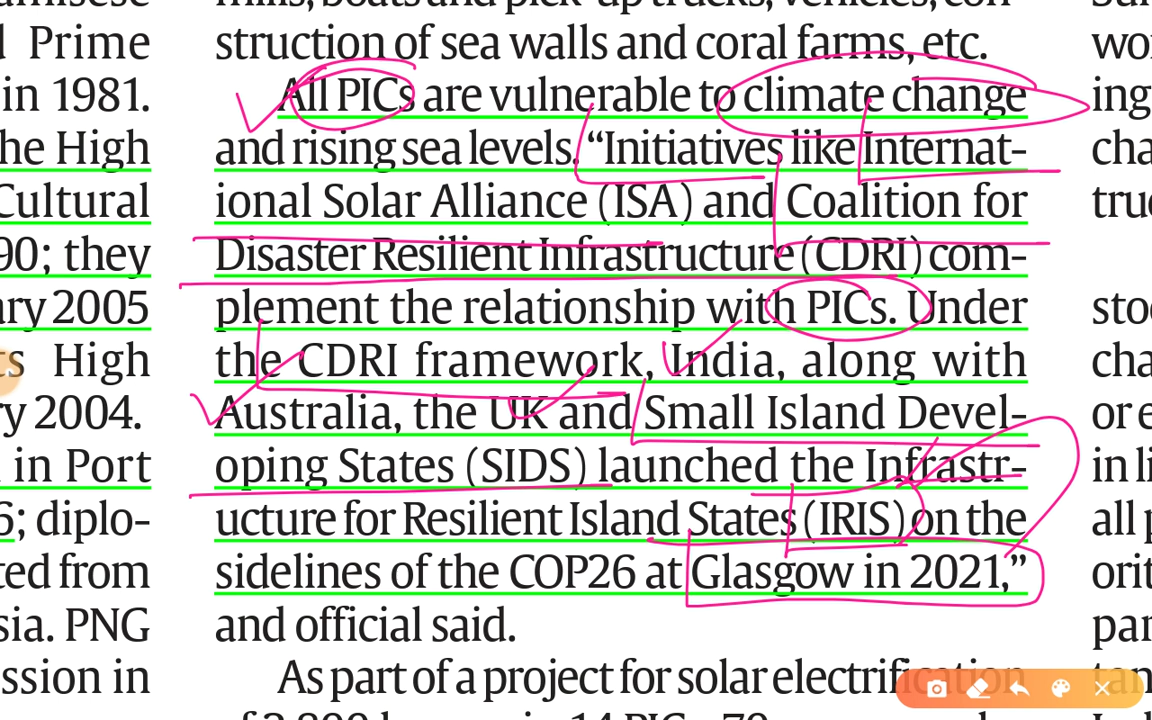 Prime
in 1981.
he High
Cultural
90; they
ary 2005
ts High
ry 2004.
in Port
6; diplo-
ted from
sia. PNG
ssion in
struction of sea walls and coral farms, etc.
All PICs are vulnerable to climate change
and rising sea levels. “Initiatives like Internat-
ional Solar Alliance (ISA) and Coalition for
Disaster Resilient Infrastructure (CDRI) com-
plement the relationship with PICs. Under
the CDRI framework, India, along with
Australia, the UK and Small Island Devel-
oping States (SIDS) launched the Infrastr-
ucture for Resilient Island States (IRIS) on the
sidelines of the COP26 at Glasgow in 2021,”
and official said.
As part of a project for solar electrification
wo
ing
cha
tru
sto
cha
or e
in li
all p
orit
par
tan